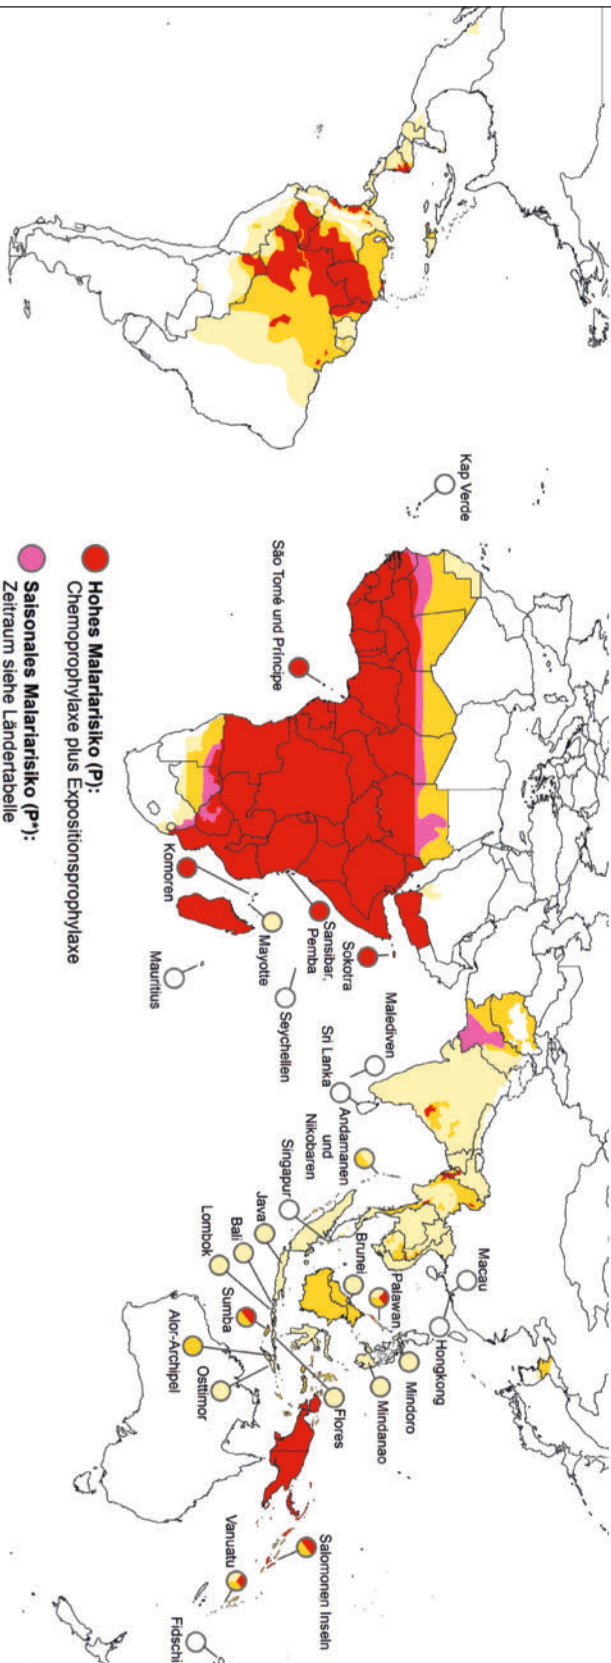 Kap Verde
São Tomé und Príncipe
Komoren
Mayotte
Mauritius
Seychellen
Sansibar,
Pemba
Sokotra
Malediven
Sri Lanka
Andamanen
und
Nikobaren
Singapur
Java
Bali
Lombok
Sumba
Alor-Archipel
Osttimor
Flores
Brunei
Palawan
Macau
Hongkong
Mindoro
Mindanao
Salomonen Inseln
Vanuatu
Fidschi
Hohes Malariarisiko (P):
Chemoprophylaxe plus Expositionsprophylaxe
Saisonales Malariarisiko (P*):
Zeitraum siehe Ländertabelle